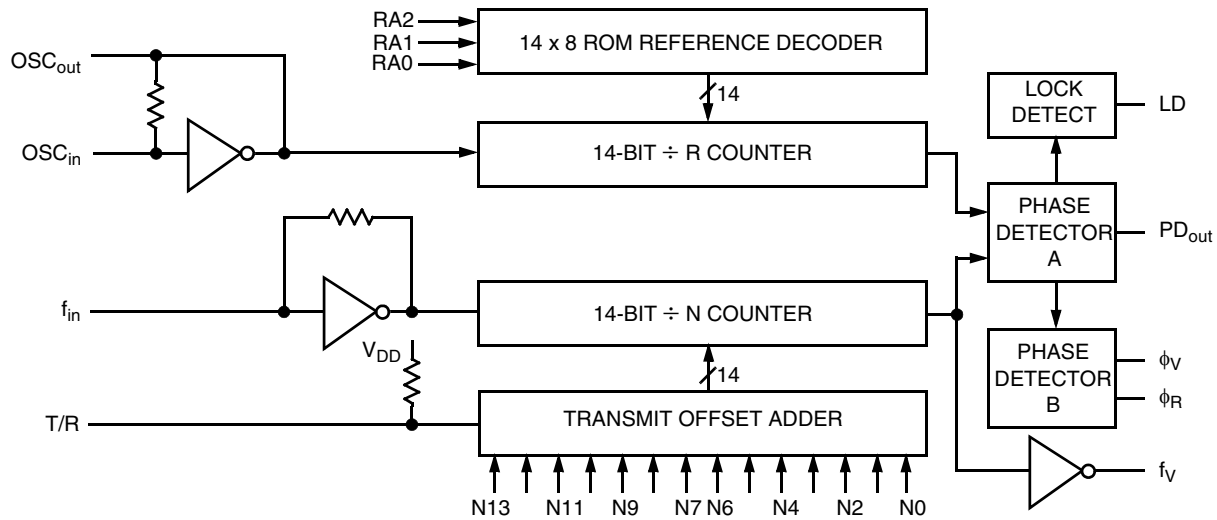 RA2
RA1
RA0
14 x 8 ROM REFERENCE DECODER
OSCout
14
LOCK
DETECT
LD
OSCin
14-BIT ÷ R COUNTER
PHASE
DETECTOR
A
PDout
fin
14-BIT ÷ N COUNTER
VDD
14
PHASE
DETECTOR
B
ϕV
ϕR
T/R
TRANSMIT OFFSET ADDER
fV
N13 N11 N9 N7 N6 N4 N2 N0